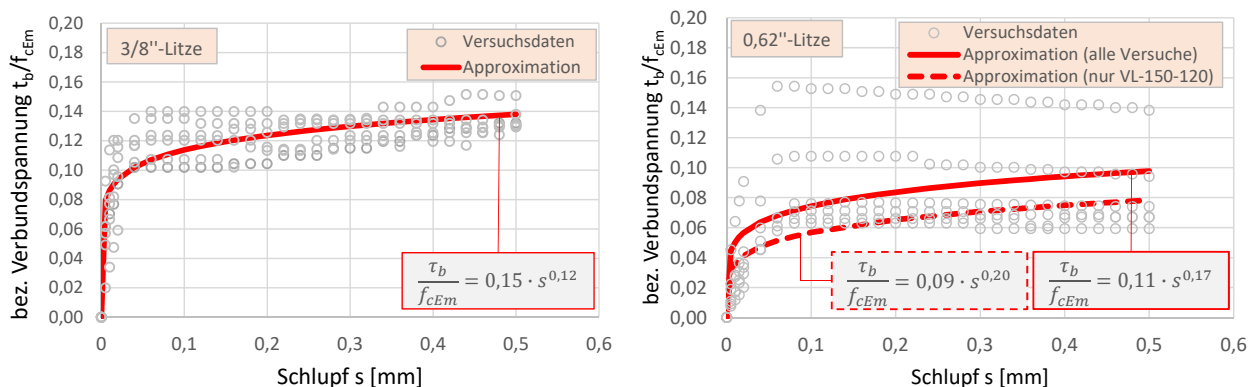 bez. Verbundspannung t_b/f_cEm
0,20
0,18
0,16
0,14
0,12
0,10
0,08
0,06
0,04
0,02
0,00
3/8''-Litze
Versuchsdaten
Approximation
τ_b/f_cEm = 0,15 · s^0,12
0 0,1 0,2 0,3 0,4 0,5 0,6
Schlupf s [mm]
bez. Verbundspannung t_b/f_cEm
0,20
0,18
0,16
0,14
0,12
0,10
0,08
0,06
0,04
0,02
0,00
0,62''-Litze
Versuchsdaten
Approximation (alle Versuche)
Approximation (nur VL-150-120)
τ_b/f_cEm = 0,09 · s^0,20
τ_b/f_cEm = 0,11 · s^0,17
0 0,1 0,2 0,3 0,4 0,5 0,6
Schlupf s [mm]